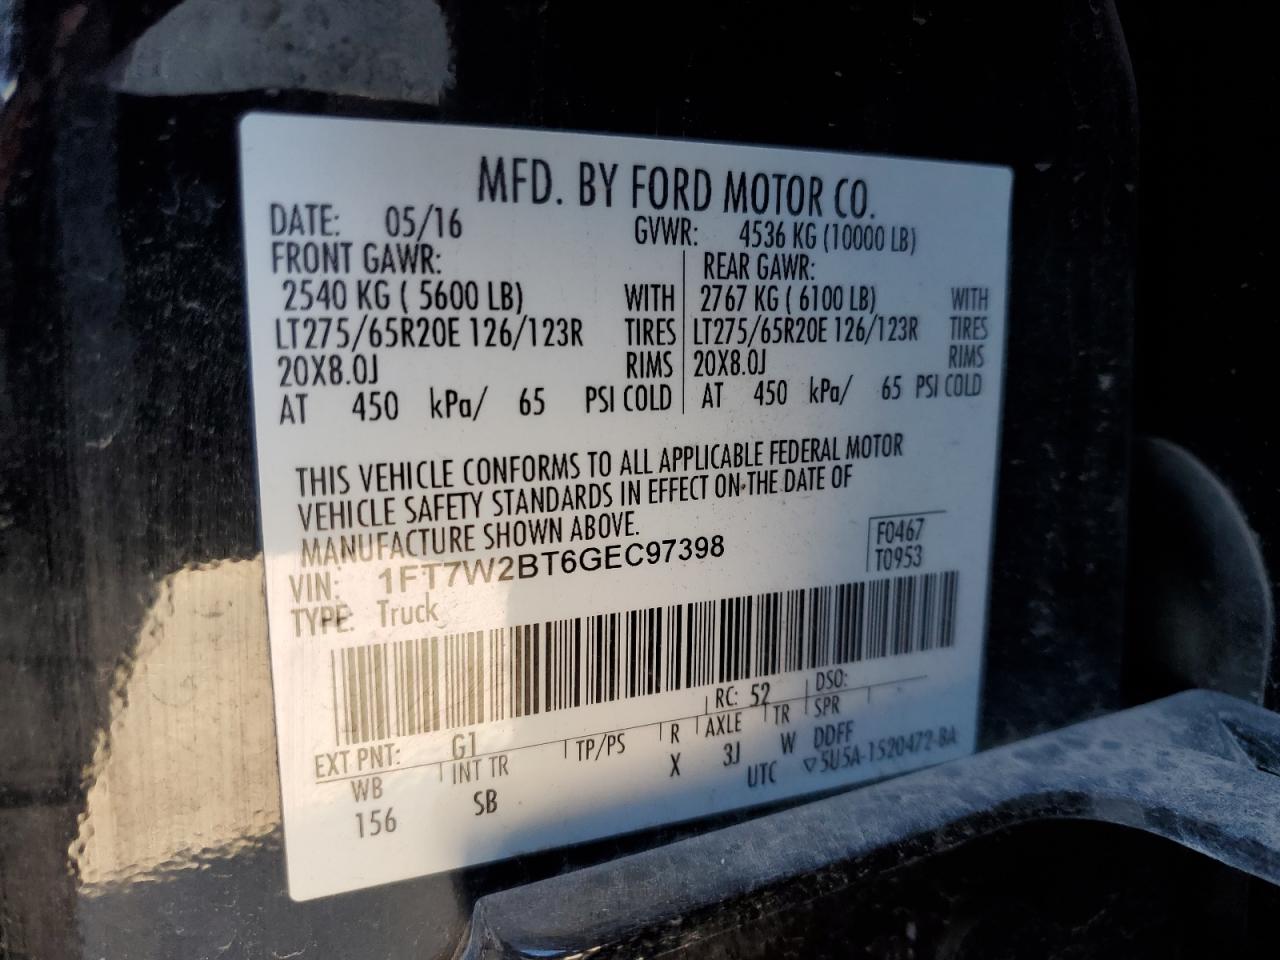 MFD. BY FORD MOTOR CO.
DATE: 05/16 GVWR: 4536 KG (10000 LB)
FRONT GAWR: REAR GAWR:
2540 KG ( 5600 LB) WITH 2767 KG ( 6100 LB) WITH
LT275/65R20E 126/123R TIRES LT275/65R20E 126/123R TIRES
20X8.0J RIMS 20X8.0J RIMS
AT 450 kPa/ 65 PSI COLD AT 450 kPa/ 65 PSI COLD
THIS VEHICLE CONFORMS TO ALL APPLICABLE FEDERAL MOTOR
VEHICLE SAFETY STANDARDS IN EFFECT ON THE DATE OF
MANUFACTURE SHOWN ABOVE.
VIN: 1FT7W2BT6GEC97398
TYPE: Truck
F0467
T0953
EXT PNT: G1 RC: 52 DSO:
WB INT TR TP/PS R AXLE TR SPR
156 SB X 3J W DDFF
UTC ▽5U5A-1520472-BA